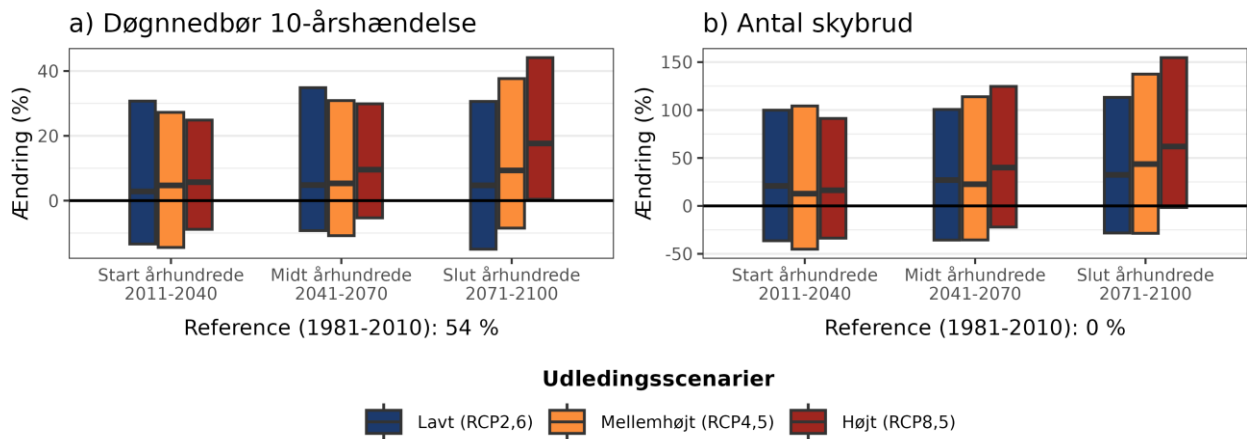 a) Døgnnedbør 10-årshændelse
Ændring (%)
40
20
0
Start århundrede
2011-2040
Midt århundrede
2041-2070
Slut århundrede
2071-2100
Reference (1981-2010): 54 %
b) Antal skybrud
Ændring (%)
150
100
50
0
-50
Start århundrede
2011-2040
Midt århundrede
2041-2070
Slut århundrede
2071-2100
Reference (1981-2010): 0 %
Udledingsscenarier
Lavt (RCP2,6)
Mellemhøjt (RCP4,5)
Højt (RCP8,5)